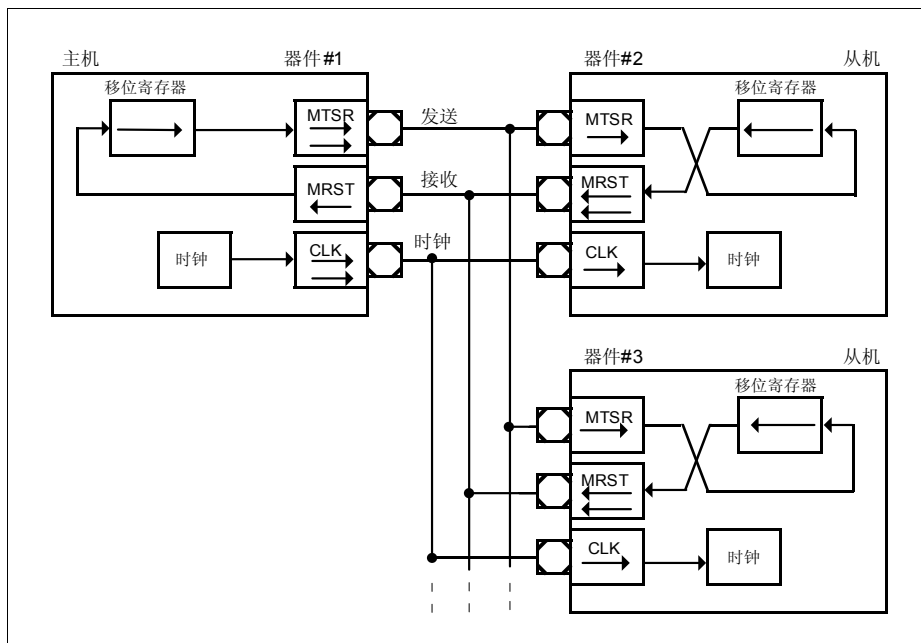 主机
器件#1
移位寄存器
MTSR
发送
MRST
接收
时钟
CLK
时钟
器件#2
从机
移位寄存器
MTSR
MRST
CLK
时钟
器件#3
从机
移位寄存器
MTSR
MRST
CLK
时钟